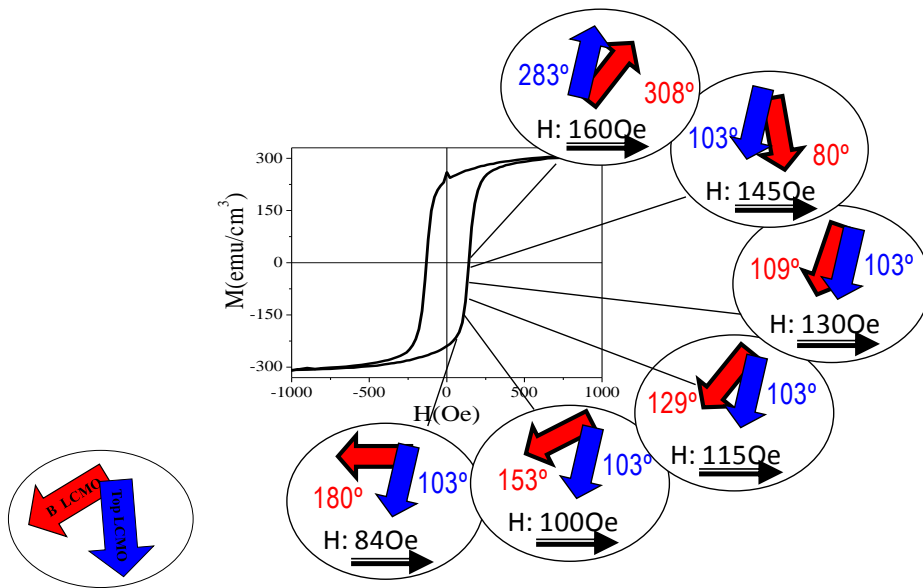 283º
308º
H: 160Oe
103º
80º
H: 145Oe
109º
103º
H: 130Oe
129º
103º
H: 115Oe
153º
103º
H: 100Oe
180º
103º
H: 84Oe
M(emu/cm³)
300
150
0
-150
-300
-1000
-500
0
500
1000
H(Oe)
B LCMO
Top LCMO